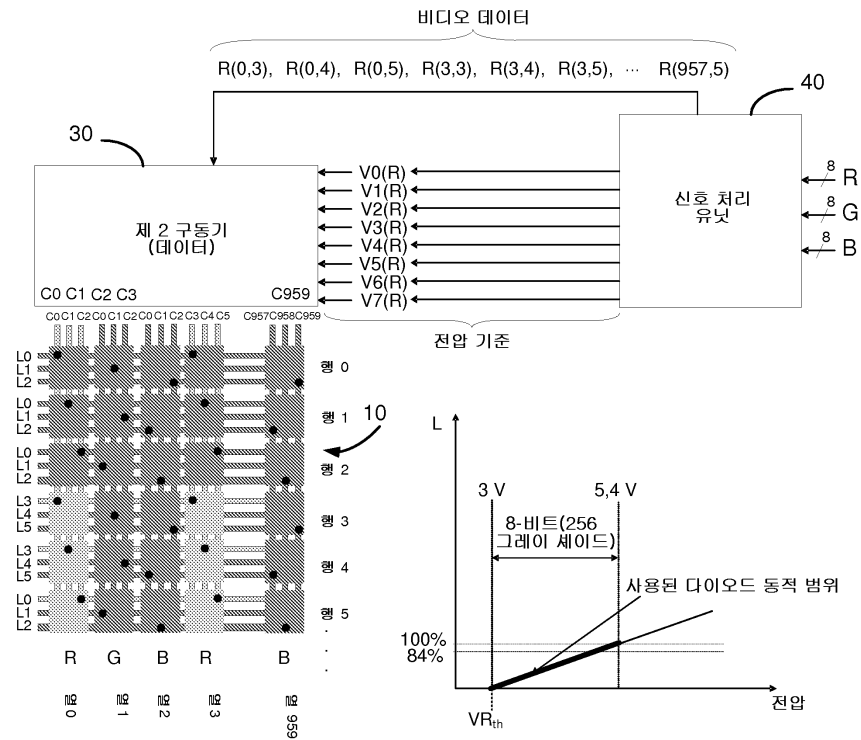 비디오 데이터
R(0,3), R(0,4), R(0,5), R(3,3), R(3,4), R(3,5), ··· R(957,5)
40
30
V0(R)
V1(R)
V2(R)
V3(R)
V4(R)
V5(R)
V6(R)
V7(R)
제 2 구동기
(데이터)
신호 처리
유닛
8 R
8 G
8 B
C0 C1 C2 C3 C959
C0 C1 C2 C0 C1 C2 C0 C1 C2 C3 C4 C5 C957 C958 C959
전압 기준
L0
L1
L2
행 0
L0
L1
L2
행 1
10
L0
L1
L2
행 2
L3
L4
L5
행 3
L3
L4
L5
행 4
L0
L1
L2
행 5
R G B R B
열 0
열 1
열 2
열 3
열 959
L
3 V
5,4 V
8-비트(256
그레이 셰이드)
사용된 다이오드 동적 범위
100%
84%
전압
VRth